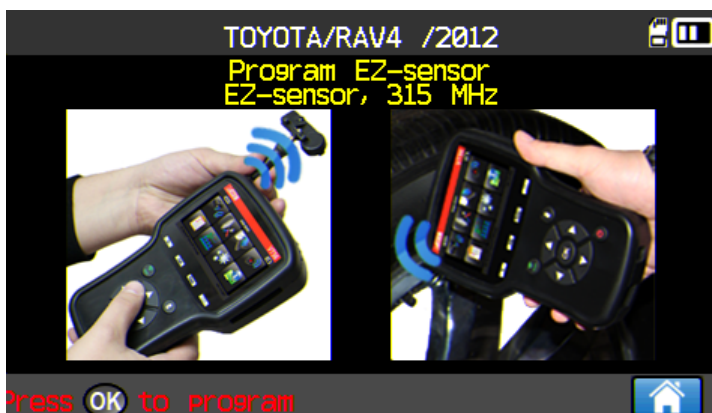 TOYOTA/RAV4 /2012
Program EZ-sensor
EZ-sensor, 315 MHz
Press OK to program